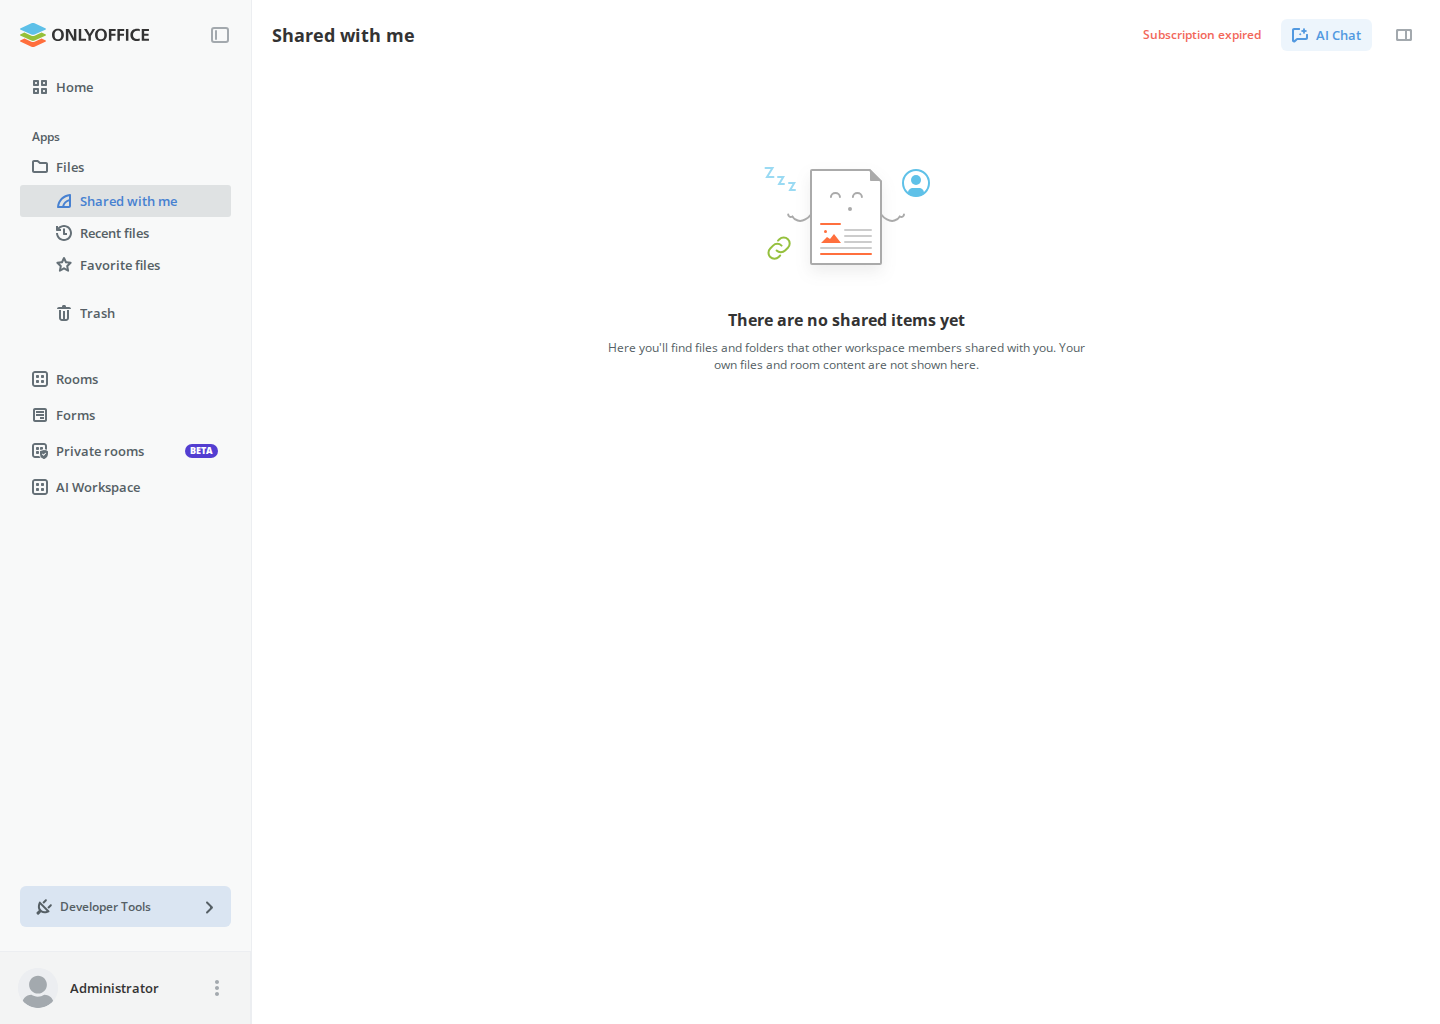 ONLYOFFICE
Home
Apps
Files
Shared with me
Recent files
Favorite files
Trash
Rooms
Forms
Private rooms
BETA
AI Workspace
Developer Tools
Administrator
Shared with me
Subscription expired
AI Chat
There are no shared items yet
Here you'll find files and folders that other workspace members shared with you. Your
own files and room content are not shown here.